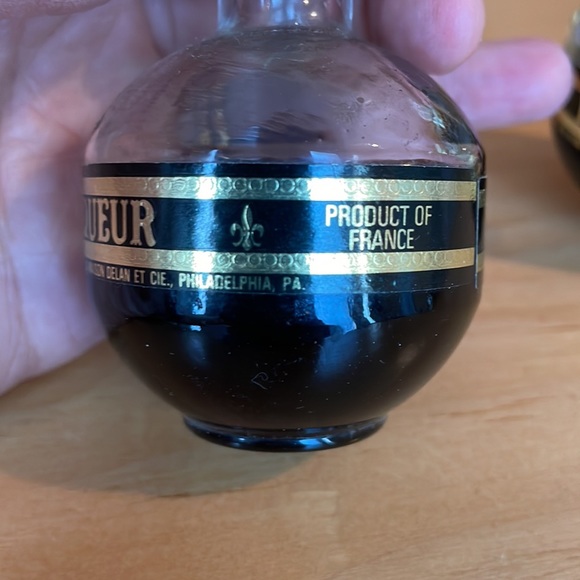 UEUR
PRODUCT OF
FRANCE
DELAN ET CIE., PHILADELPHIA, PA.